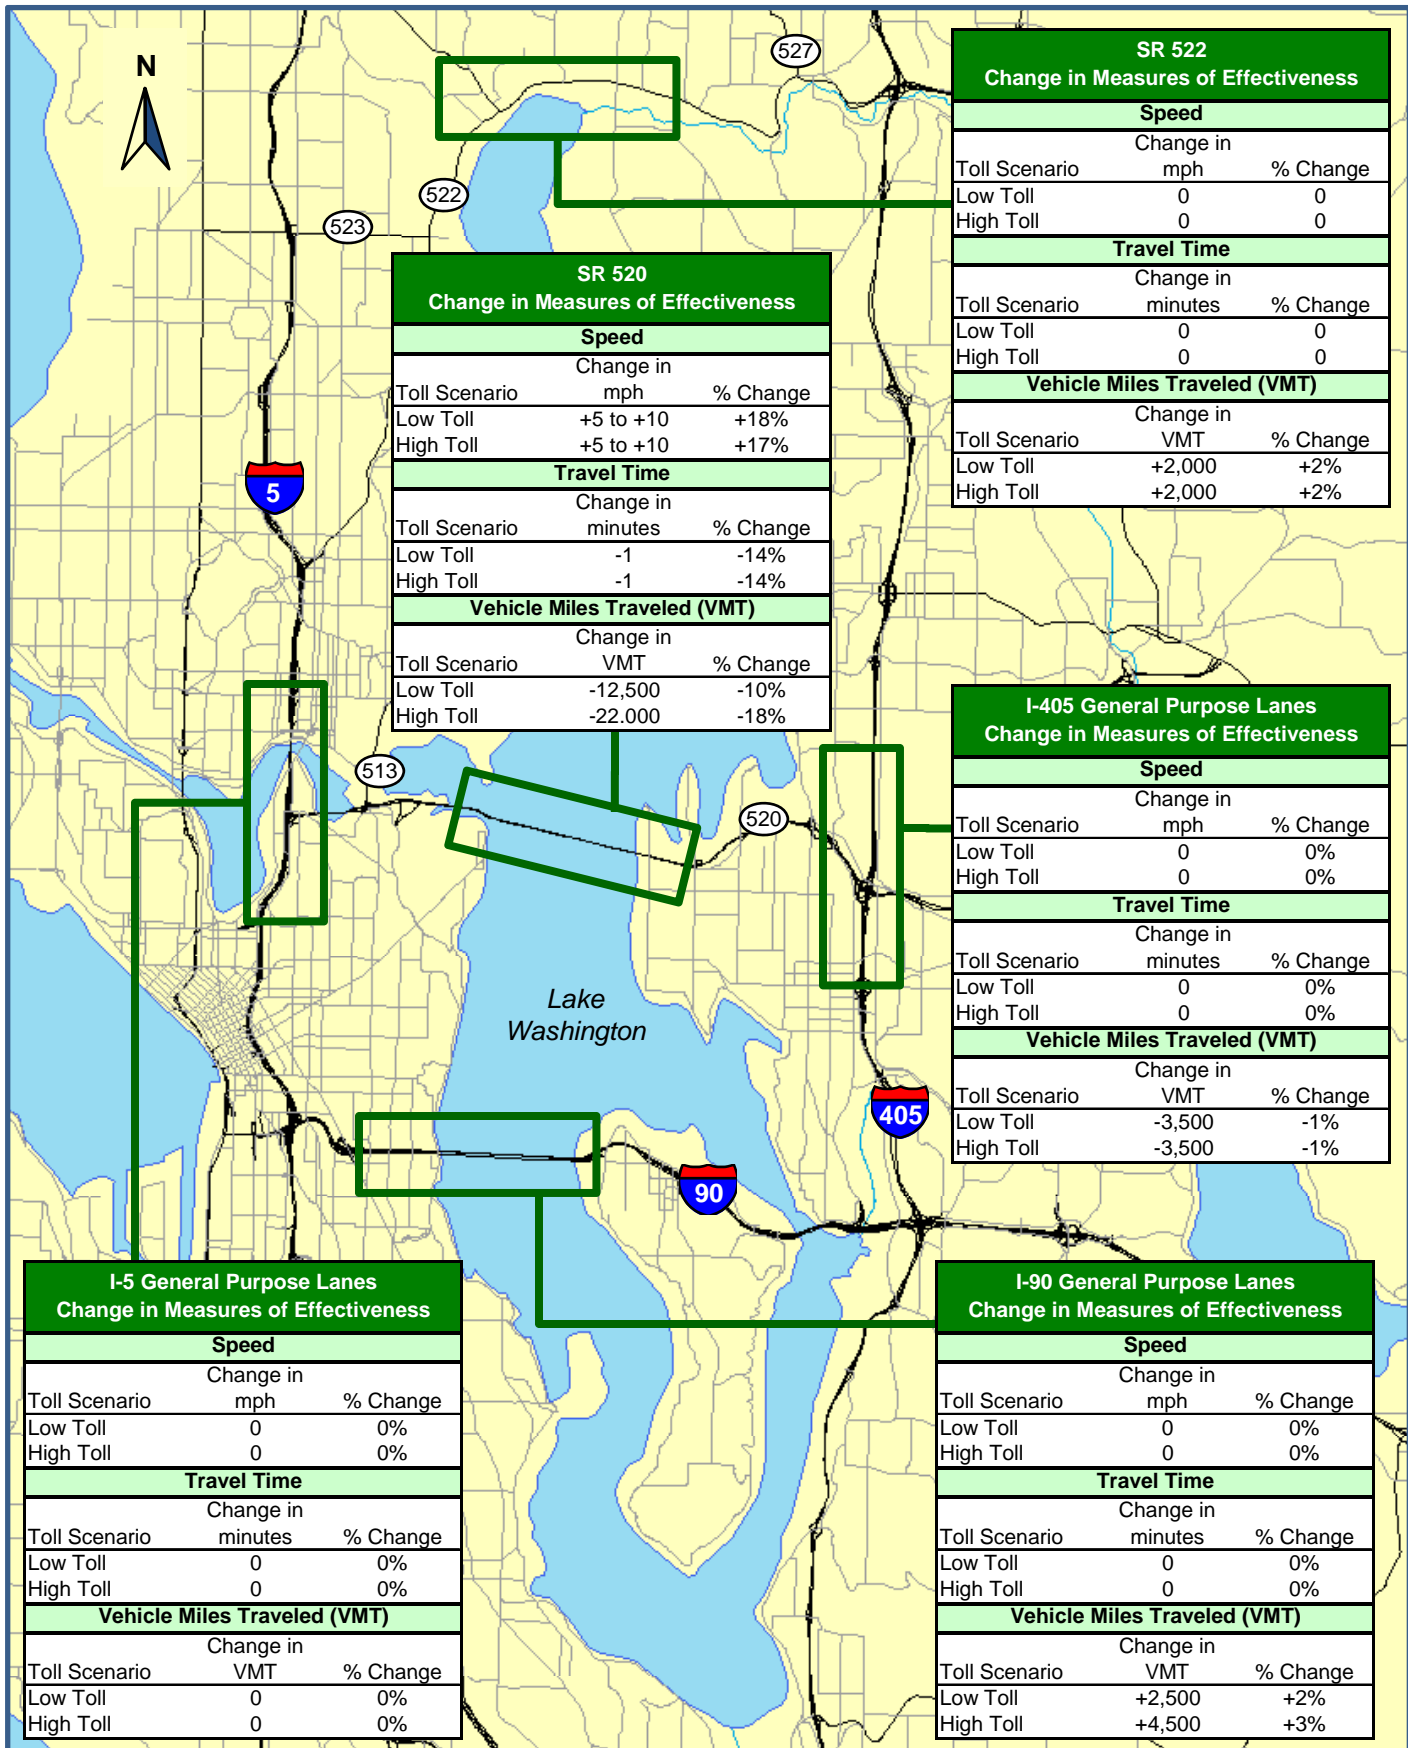 N
527
522
523
SR 522
Change in Measures of Effectiveness
Speed
Change in
Toll Scenario mph % Change
Low Toll 0 0
High Toll 0 0
Travel Time
Change in
Toll Scenario minutes % Change
Low Toll 0 0
High Toll 0 0
Vehicle Miles Traveled (VMT)
Change in
Toll Scenario VMT % Change
Low Toll +2,000 +2%
High Toll +2,000 +2%
SR 520
Change in Measures of Effectiveness
Speed
Change in
Toll Scenario mph % Change
Low Toll +5 to +10 +18%
High Toll +5 to +10 +17%
Travel Time
Change in
Toll Scenario minutes % Change
Low Toll -1 -14%
High Toll -1 -14%
Vehicle Miles Traveled (VMT)
Change in
Toll Scenario VMT % Change
Low Toll -12,500 -10%
High Toll -22.000 -18%
5
513
520
I-405 General Purpose Lanes
Change in Measures of Effectiveness
Speed
Change in
Toll Scenario mph % Change
Low Toll 0 0%
High Toll 0 0%
Travel Time
Change in
Toll Scenario minutes % Change
Low Toll 0 0%
High Toll 0 0%
Vehicle Miles Traveled (VMT)
Change in
Toll Scenario VMT % Change
Low Toll -3,500 -1%
High Toll -3,500 -1%
Lake
Washington
405
90
I-5 General Purpose Lanes
Change in Measures of Effectiveness
Speed
Change in
Toll Scenario mph % Change
Low Toll 0 0%
High Toll 0 0%
Travel Time
Change in
Toll Scenario minutes % Change
Low Toll 0 0%
High Toll 0 0%
Vehicle Miles Traveled (VMT)
Change in
Toll Scenario VMT % Change
Low Toll 0 0%
High Toll 0 0%
I-90 General Purpose Lanes
Change in Measures of Effectiveness
Speed
Change in
Toll Scenario mph % Change
Low Toll 0 0%
High Toll 0 0%
Travel Time
Change in
Toll Scenario minutes % Change
Low Toll 0 0%
High Toll 0 0%
Vehicle Miles Traveled (VMT)
Change in
Toll Scenario VMT % Change
Low Toll +2,500 +2%
High Toll +4,500 +3%